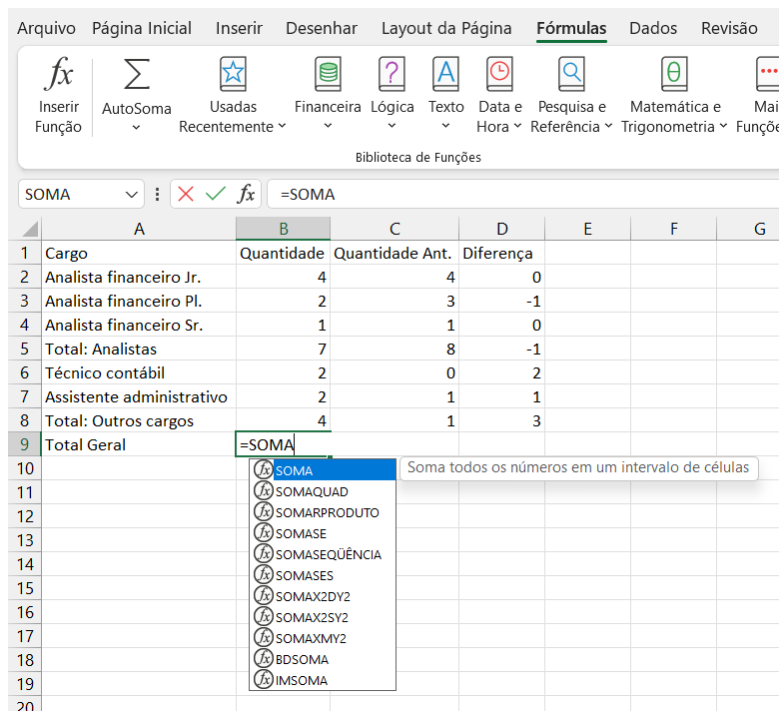 Arquivo Página Inicial Inserir Desenhar Layout da Página Fórmulas Dados Revisão
Inserir Função
AutoSoma
Usadas Recentemente
Financeira
Lógica
Texto
Data e Hora
Pesquisa e Referência
Matemática e Trigonometria
Mai
Funçõe
Biblioteca de Funções
SOMA fx =SOMA
A B C D E F G
1 Cargo Quantidade Quantidade Ant. Diferença
2 Analista financeiro Jr. 4 4 0
3 Analista financeiro Pl. 2 3 -1
4 Analista financeiro Sr. 1 1 0
5 Total: Analistas 7 8 -1
6 Técnico contábil 2 0 2
7 Assistente administrativo 2 1 1
8 Total: Outros cargos 4 1 3
9 Total Geral =SOMA
10 SOMA Soma todos os números em um intervalo de células
11 SOMAQUAD
12 SOMARPRODUTO
13 SOMASE
SOMASEQÜÊNCIA
14 SOMASES
15 SOMAX2DY2
16 SOMAX2SY2
17 SOMAXMY2
18 BDSOMA
19 IMSOMA
20